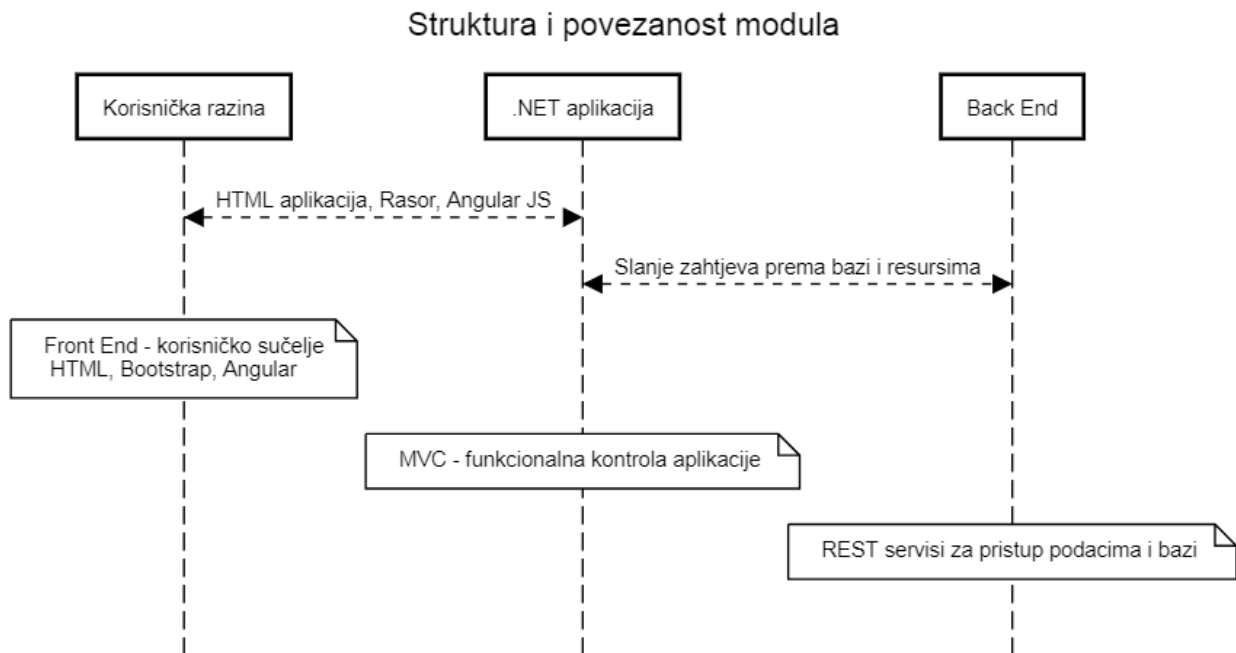 Struktura i povezanost modula
Korisnička razina
.NET aplikacija
Back End
HTML aplikacija, Rasor, Angular JS
Slanje zahtjeva prema bazi i resursima
Front End - korisničko sučelje
HTML, Bootstrap, Angular
MVC - funkcionalna kontrola aplikacije
REST servisi za pristup podacima i bazi